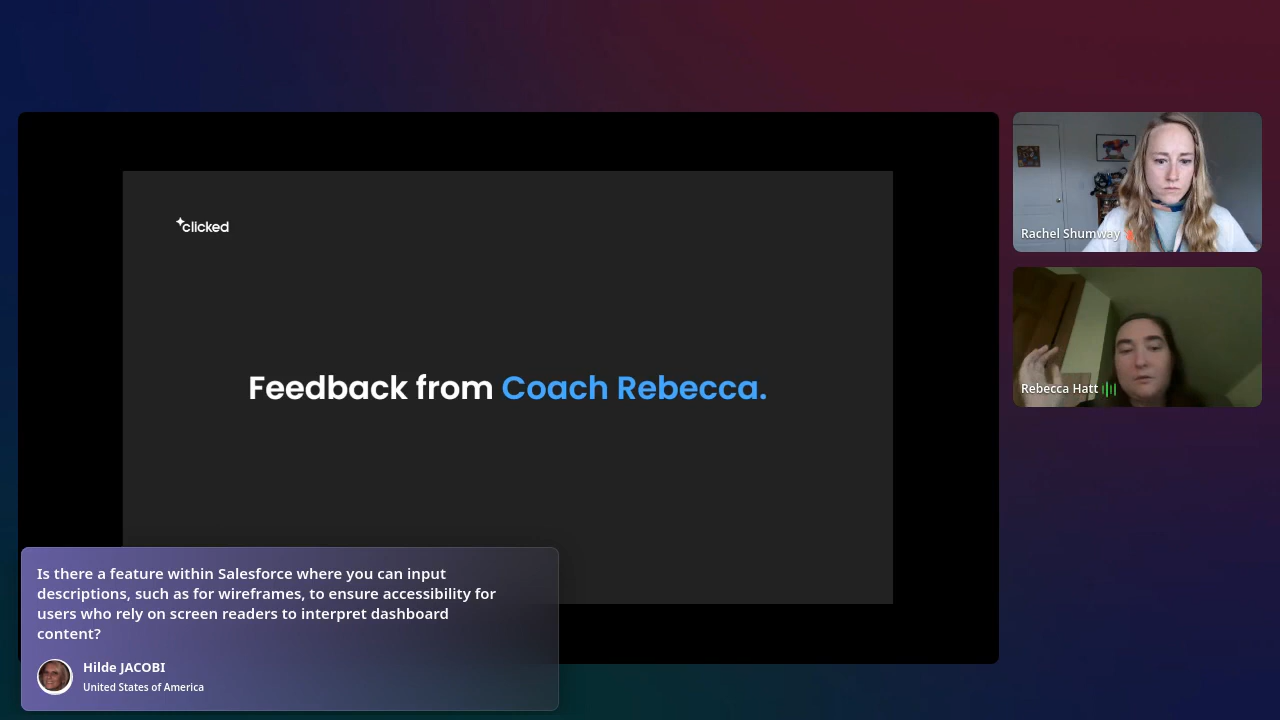 clicked
Feedback from Coach Rebecca.
Rachel Shumway
Rebecca Hatt
Is there a feature within Salesforce where you can input
descriptions, such as for wireframes, to ensure accessibility for
users who rely on screen readers to interpret dashboard
content?
Hilde JACOBI
United States of America